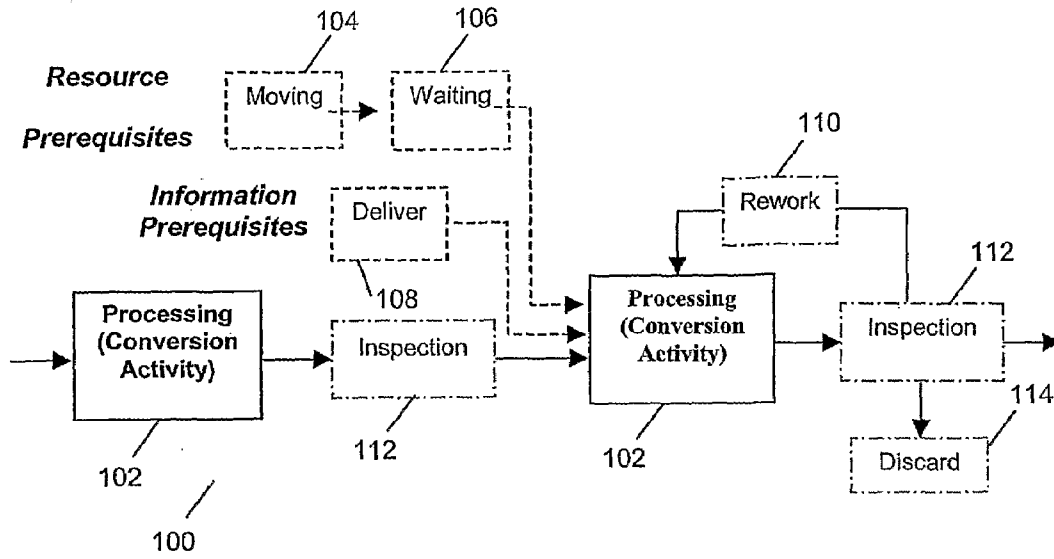 104
106
Resource
Prerequisites
Moving
Waiting
110
Information
Prerequisites
Deliver
Rework
108
112
Processing
(Conversion
Activity)
Inspection
Processing
(Conversion
Activity)
Inspection
102
112
102
114
Discard
100